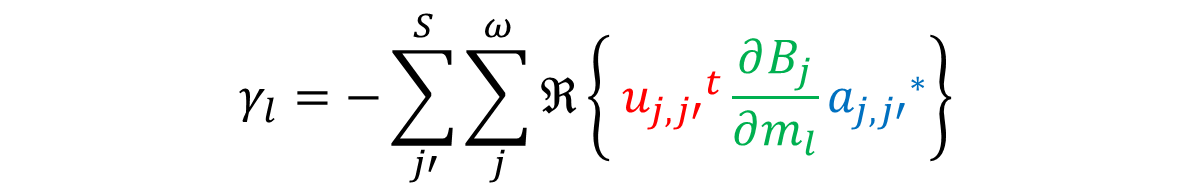 γ_l = − ∑_{j′}^{S} ∑_{j}^{ω} ℜ { u_{j,j′}^t ∂B_j/∂m_l a_{j,j′}^* }